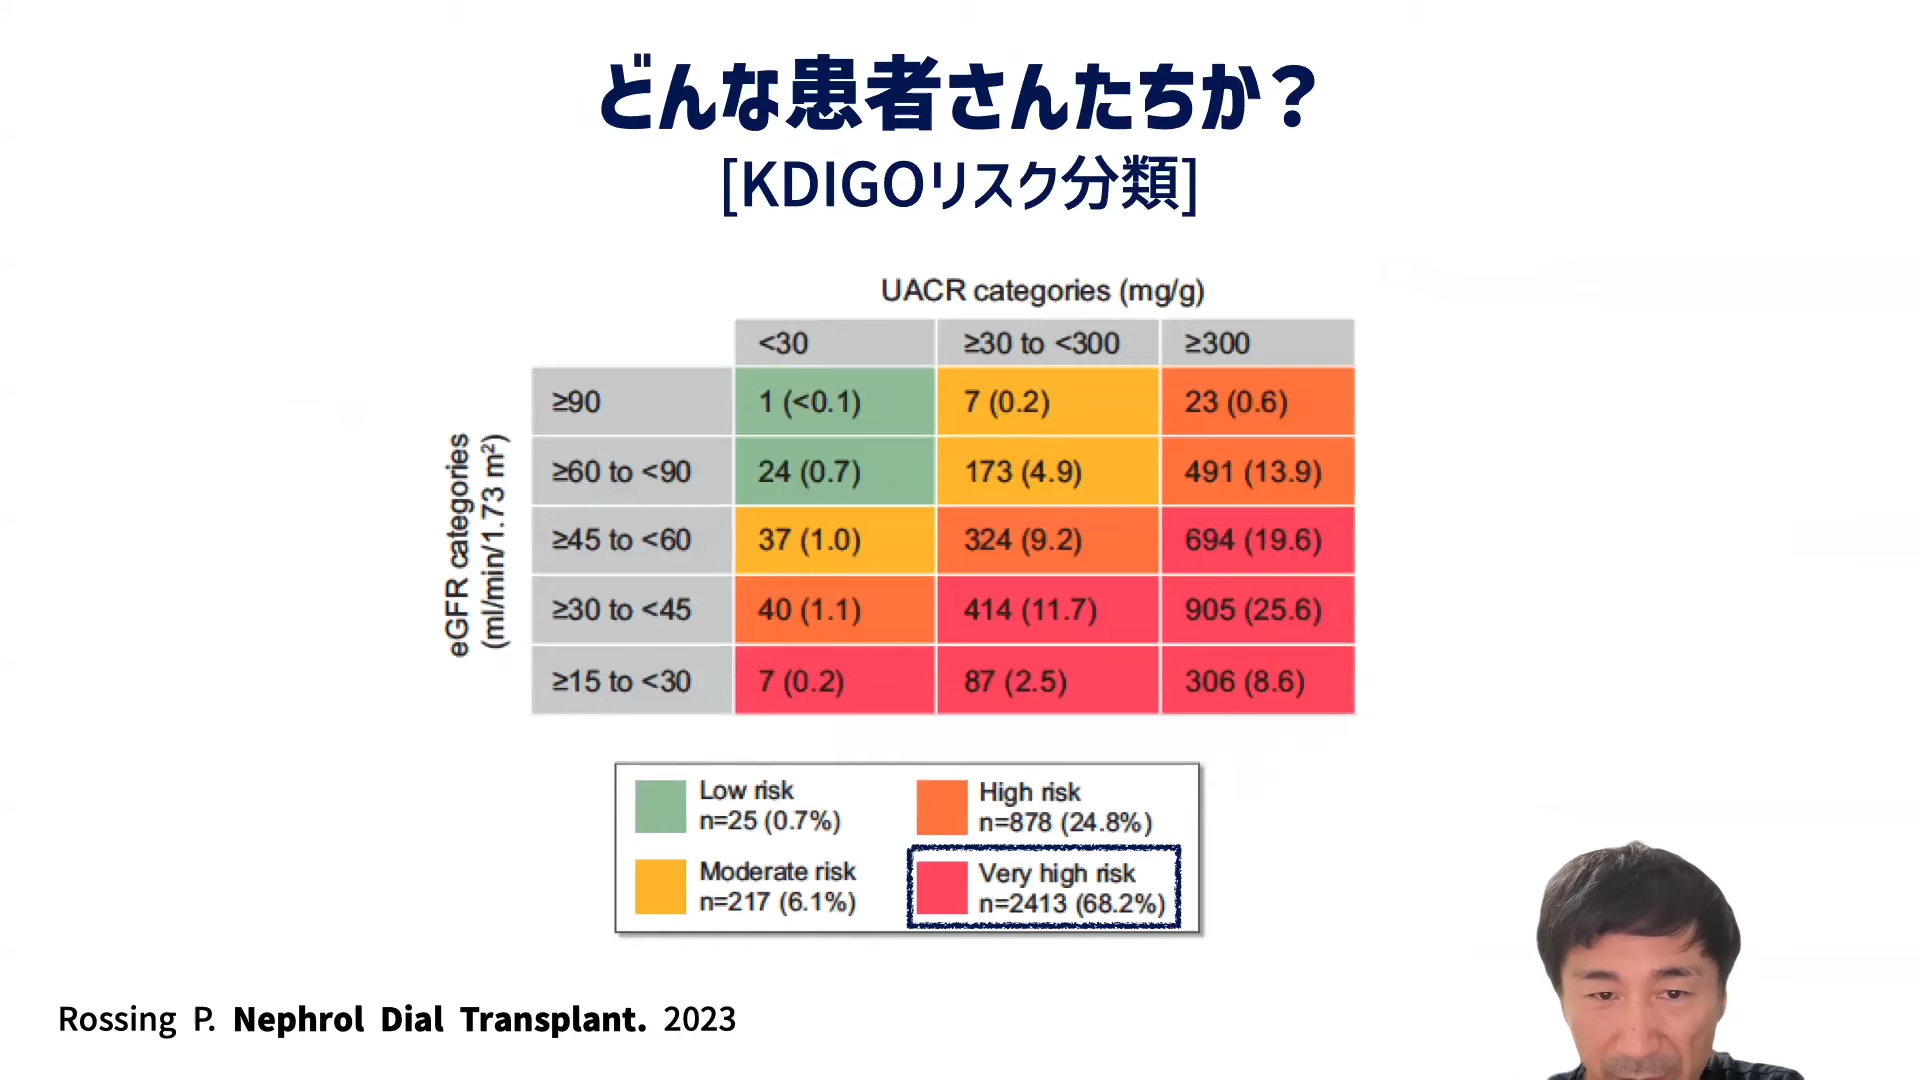 どんな患者さんたちか?
[KDIGOリスク分類]
UACR categories (mg/g)
<30 ≥30 to <300 ≥300
eGFR categories
(ml/min/1.73 m²)
≥90 1 (<0.1) 7 (0.2) 23 (0.6)
≥60 to <90 24 (0.7) 173 (4.9) 491 (13.9)
≥45 to <60 37 (1.0) 324 (9.2) 694 (19.6)
≥30 to <45 40 (1.1) 414 (11.7) 905 (25.6)
≥15 to <30 7 (0.2) 87 (2.5) 306 (8.6)
Low risk
n=25 (0.7%)
High risk
n=878 (24.8%)
Moderate risk
n=217 (6.1%)
Very high risk
n=2413 (68.2%)
Rossing P. Nephrol Dial Transplant. 2023